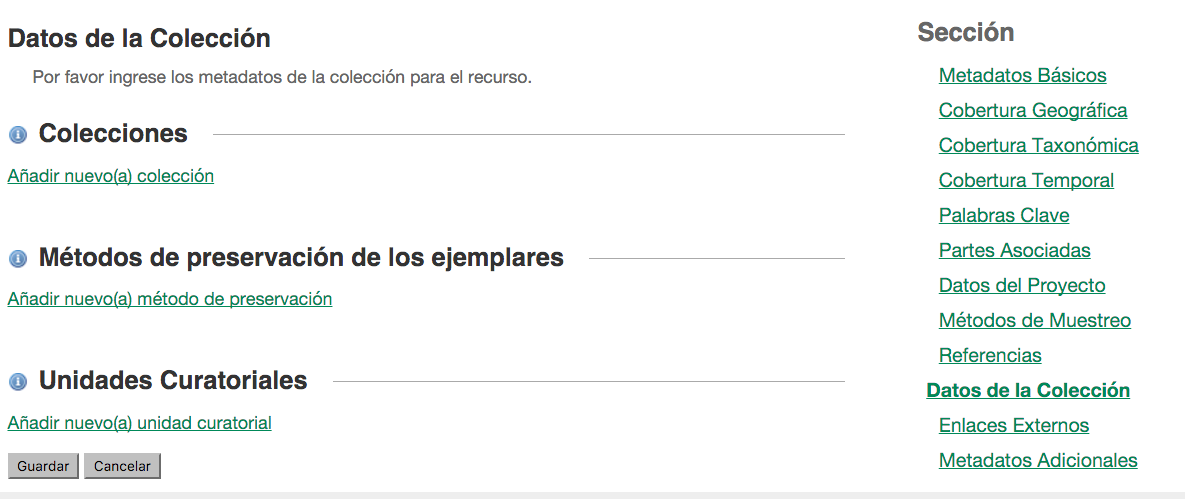 Datos de la Colección
Por favor ingrese los metadatos de la colección para el recurso.
Colecciones
Añadir nuevo(a) colección
Métodos de preservación de los ejemplares
Añadir nuevo(a) método de preservación
Unidades Curatoriales
Añadir nuevo(a) unidad curatorial
Guardar Cancelar
Sección
Metadatos Básicos
Cobertura Geográfica
Cobertura Taxonómica
Cobertura Temporal
Palabras Clave
Partes Asociadas
Datos del Proyecto
Métodos de Muestreo
Referencias
Datos de la Colección
Enlaces Externos
Metadatos Adicionales